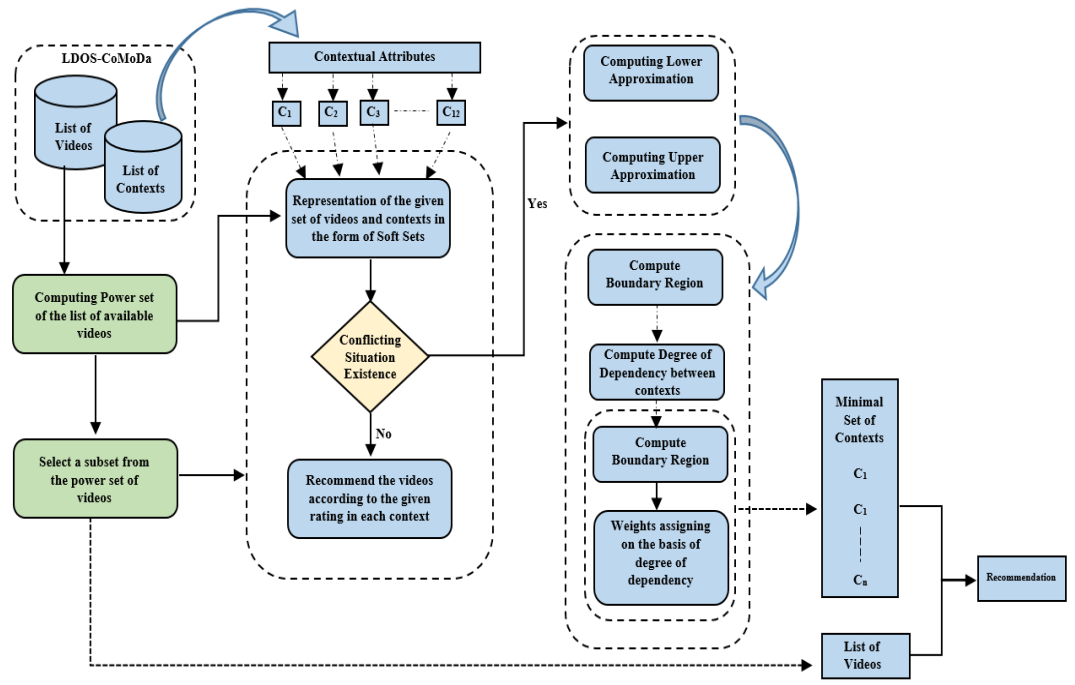 LDOS-CoMoDa
List of
Videos
List of
Contexts
Computing Power set
of the list of available
videos
Select a subset from
the power set of
videos
Contextual Attributes
C1
C2
C3
C12
Representation of the given
set of videos and contexts in
the form of Soft Sets
Conflicting
Situation
Existence
Yes
No
Recommend the videos
according to the given
rating in each context
Computing Lower
Approximation
Computing Upper
Approximation
Compute
Boundary Region
Compute Degree of
Dependency between
contexts
Compute
Boundary Region
Weights assigning
on the basis of
degree of
dependency
Minimal
Set of
Contexts
C1
C1
Cn
List of
Videos
Recommendation